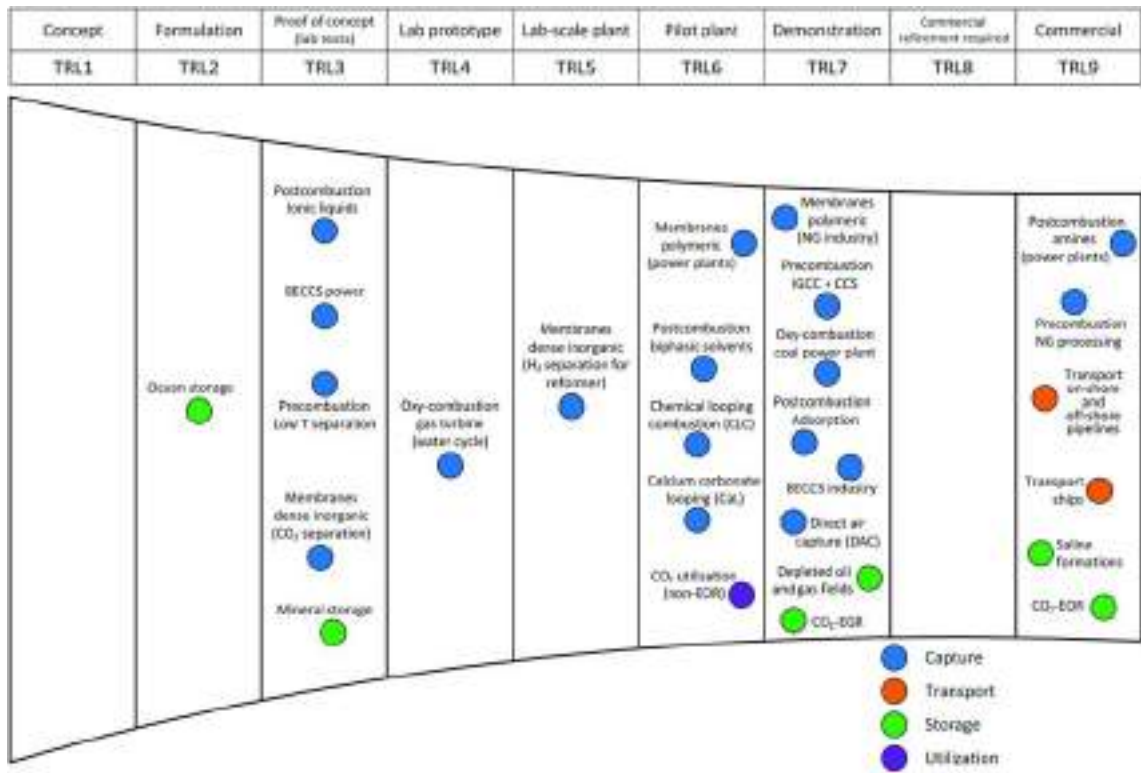 Concept
Formulation
Proof of concept
(lab tests)
Lab prototype
Lab-scale plant
Pilot plant
Demonstration
Commercial
refinement required
Commercial
TRL1
TRL2
TRL3
TRL4
TRL5
TRL6
TRL7
TRL8
TRL9
Ocean storage
Postcombustion
Ionic liquids
BECCS power
Precombustion
Low T separation
Membranes
dense inorganic
(CO₂ separation)
Mineral storage
Oxy-combustion
gas turbine
(water cycle)
Membranes
dense inorganic
(H₂ separation for
reformer)
Membranes
polymeric
(power plants)
Postcombustion
biphasic solvents
Chemical looping
combustion (CLC)
Calcium carbonate
looping (CaL)
CO₂ utilisation
(non-EOR)
Membranes
polymeric
(NG industry)
Precombustion
IGCC + CCS
Oxy-combustion
coal power plant
Postcombustion
Adsorption
BECCS industry
Direct air
capture (DAC)
Depleted oil
and gas fields
CO₂-EGR
Postcombustion
amines
(power plants)
Precombustion
NG processing
Transport
on-shore and
off-shore
pipelines
Transport
ships
Saline
formations
CO₂-EOR
Capture
Transport
Storage
Utilization